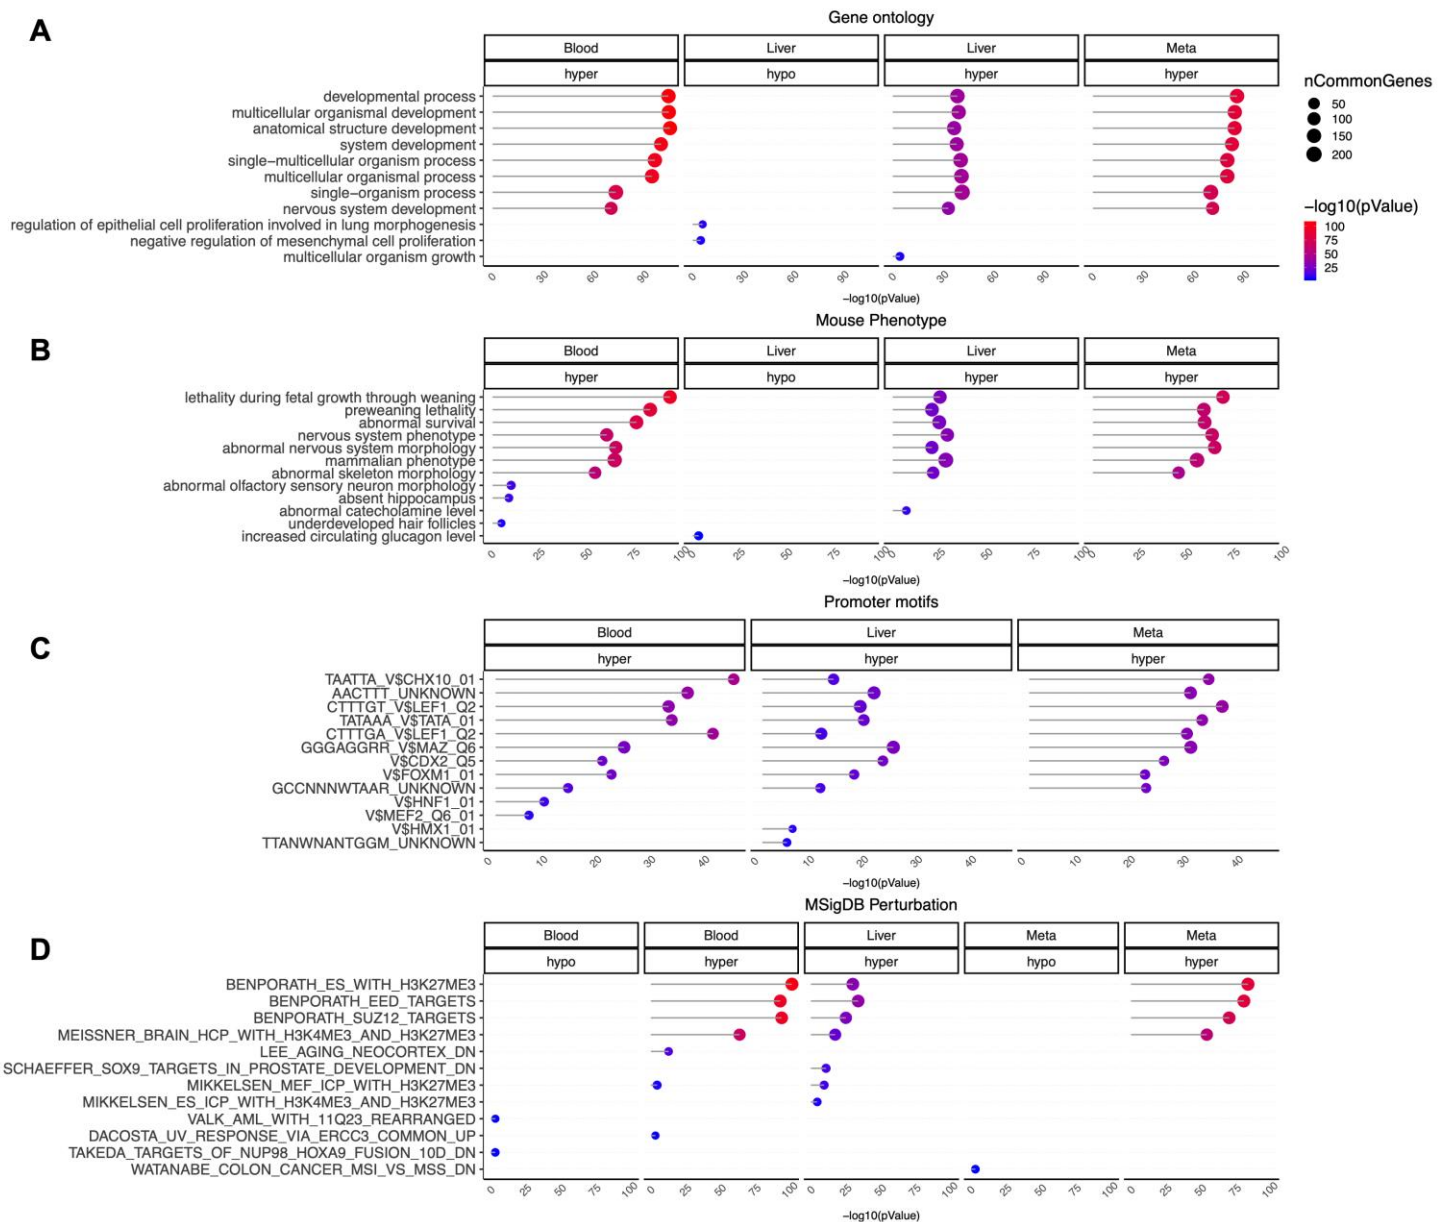 A
Gene ontology
Blood Liver Liver Meta
hyper hypo hyper hyper
developmental process
multicellular organismal development
anatomical structure development
system development
single−multicellular organism process
multicellular organismal process
single−organism process
nervous system development
regulation of epithelial cell proliferation involved in lung morphogenesis
negative regulation of mesenchymal cell proliferation
multicellular organism growth
0 30 60 90 0 30 60 90 0 30 60 90 0 30 60 90
−log10(pValue)
nCommonGenes
50
100
150
200
−log10(pValue)
100
75
50
25
B
Mouse Phenotype
Blood Liver Liver Meta
hyper hypo hyper hyper
lethality during fetal growth through weaning
preweaning lethality
abnormal survival
nervous system phenotype
abnormal nervous system morphology
mammalian phenotype
abnormal skeleton morphology
abnormal olfactory sensory neuron morphology
absent hippocampus
abnormal catecholamine level
underdeveloped hair follicles
increased circulating glucagon level
0 25 50 75 100 0 25 50 75 100 0 25 50 75 100 0 25 50 75 100
−log10(pValue)
C
Promoter motifs
Blood Liver Meta
hyper hyper hyper
TAATTA_V$CHX10_01
AACTTT_UNKNOWN
CTTTGT_V$LEF1_Q2
TATAAA_V$TATA_01
CTTTGA_V$LEF1_Q2
GGGAGGRR_V$MAZ_Q6
V$CDX2_Q5
V$FOXM1_01
GCCNNNWTAAR_UNKNOWN
V$HNF1_01
V$MEF2_Q6_01
V$HMX1_01
TTANWNANTGGM_UNKNOWN
0 10 20 30 40 0 10 20 30 40 0 10 20 30 40
−log10(pValue)
D
MSigDB Perturbation
Blood Blood Liver Meta Meta
hypo hyper hyper hypo hyper
BENPORATH_ES_WITH_H3K27ME3
BENPORATH_EED_TARGETS
BENPORATH_SUZ12_TARGETS
MEISSNER_BRAIN_HCP_WITH_H3K4ME3_AND_H3K27ME3
LEE_AGING_NEOCORTEX_DN
SCHAEFFER_SOX9_TARGETS_IN_PROSTATE_DEVELOPMENT_DN
MIKKELSEN_MEF_ICP_WITH_H3K27ME3
MIKKELSEN_ES_ICP_WITH_H3K4ME3_AND_H3K27ME3
VALK_AML_WITH_11Q23_REARRANGED
DACOSTA_UV_RESPONSE_VIA_ERCC3_COMMON_UP
TAKEDA_TARGETS_OF_NUP98_HOXA9_FUSION_10D_DN
WATANABE_COLON_CANCER_MSI_VS_MSS_DN
0 25 50 75 100 0 25 50 75 100 0 25 50 75 100 0 25 50 75 100 0 25 50 75 100
−log10(pValue)